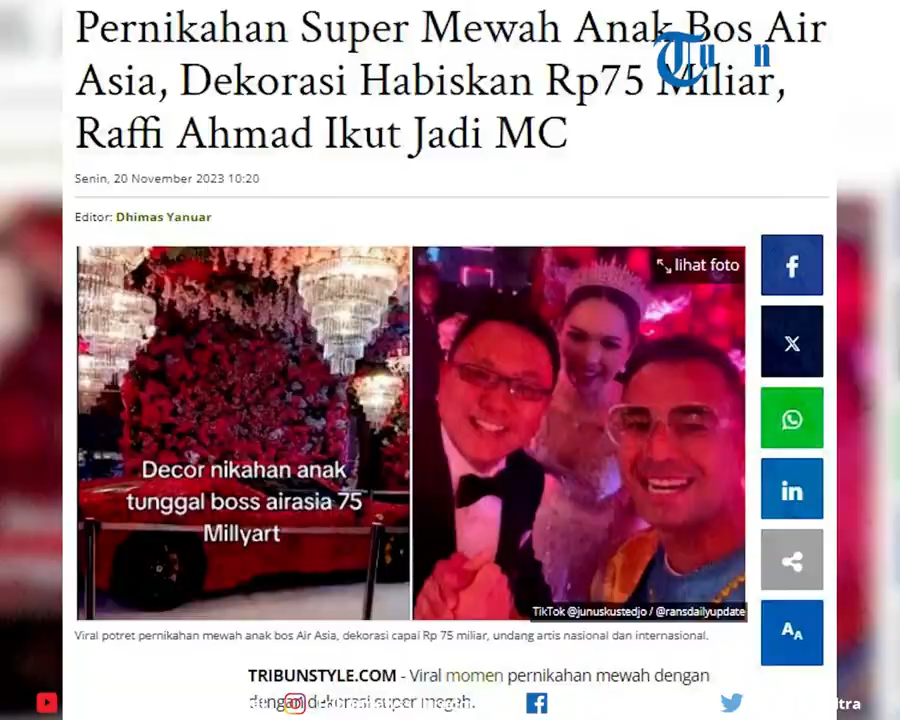 Pernikahan Super Mewah Anak Bos Air
Asia, Dekorasi Habiskan Rp75 Miliar,
Raffi Ahmad Ikut Jadi MC
Senin, 20 November 2023 10:20
Editor: Dhimas Yanuar
lihat foto
Decor nikahan anak
tunggal boss airasia 75
Millyart
TikTok @junuskustedjo / @ransdailyupdate
Viral potret pernikahan mewah anak bos Air Asia, dekorasi capai Rp 75 miliar, undang artis nasional dan internasional.
TRIBUNSTYLE.COM - Viral momen pernikahan mewah dengan
dengan dekorasi super megah.